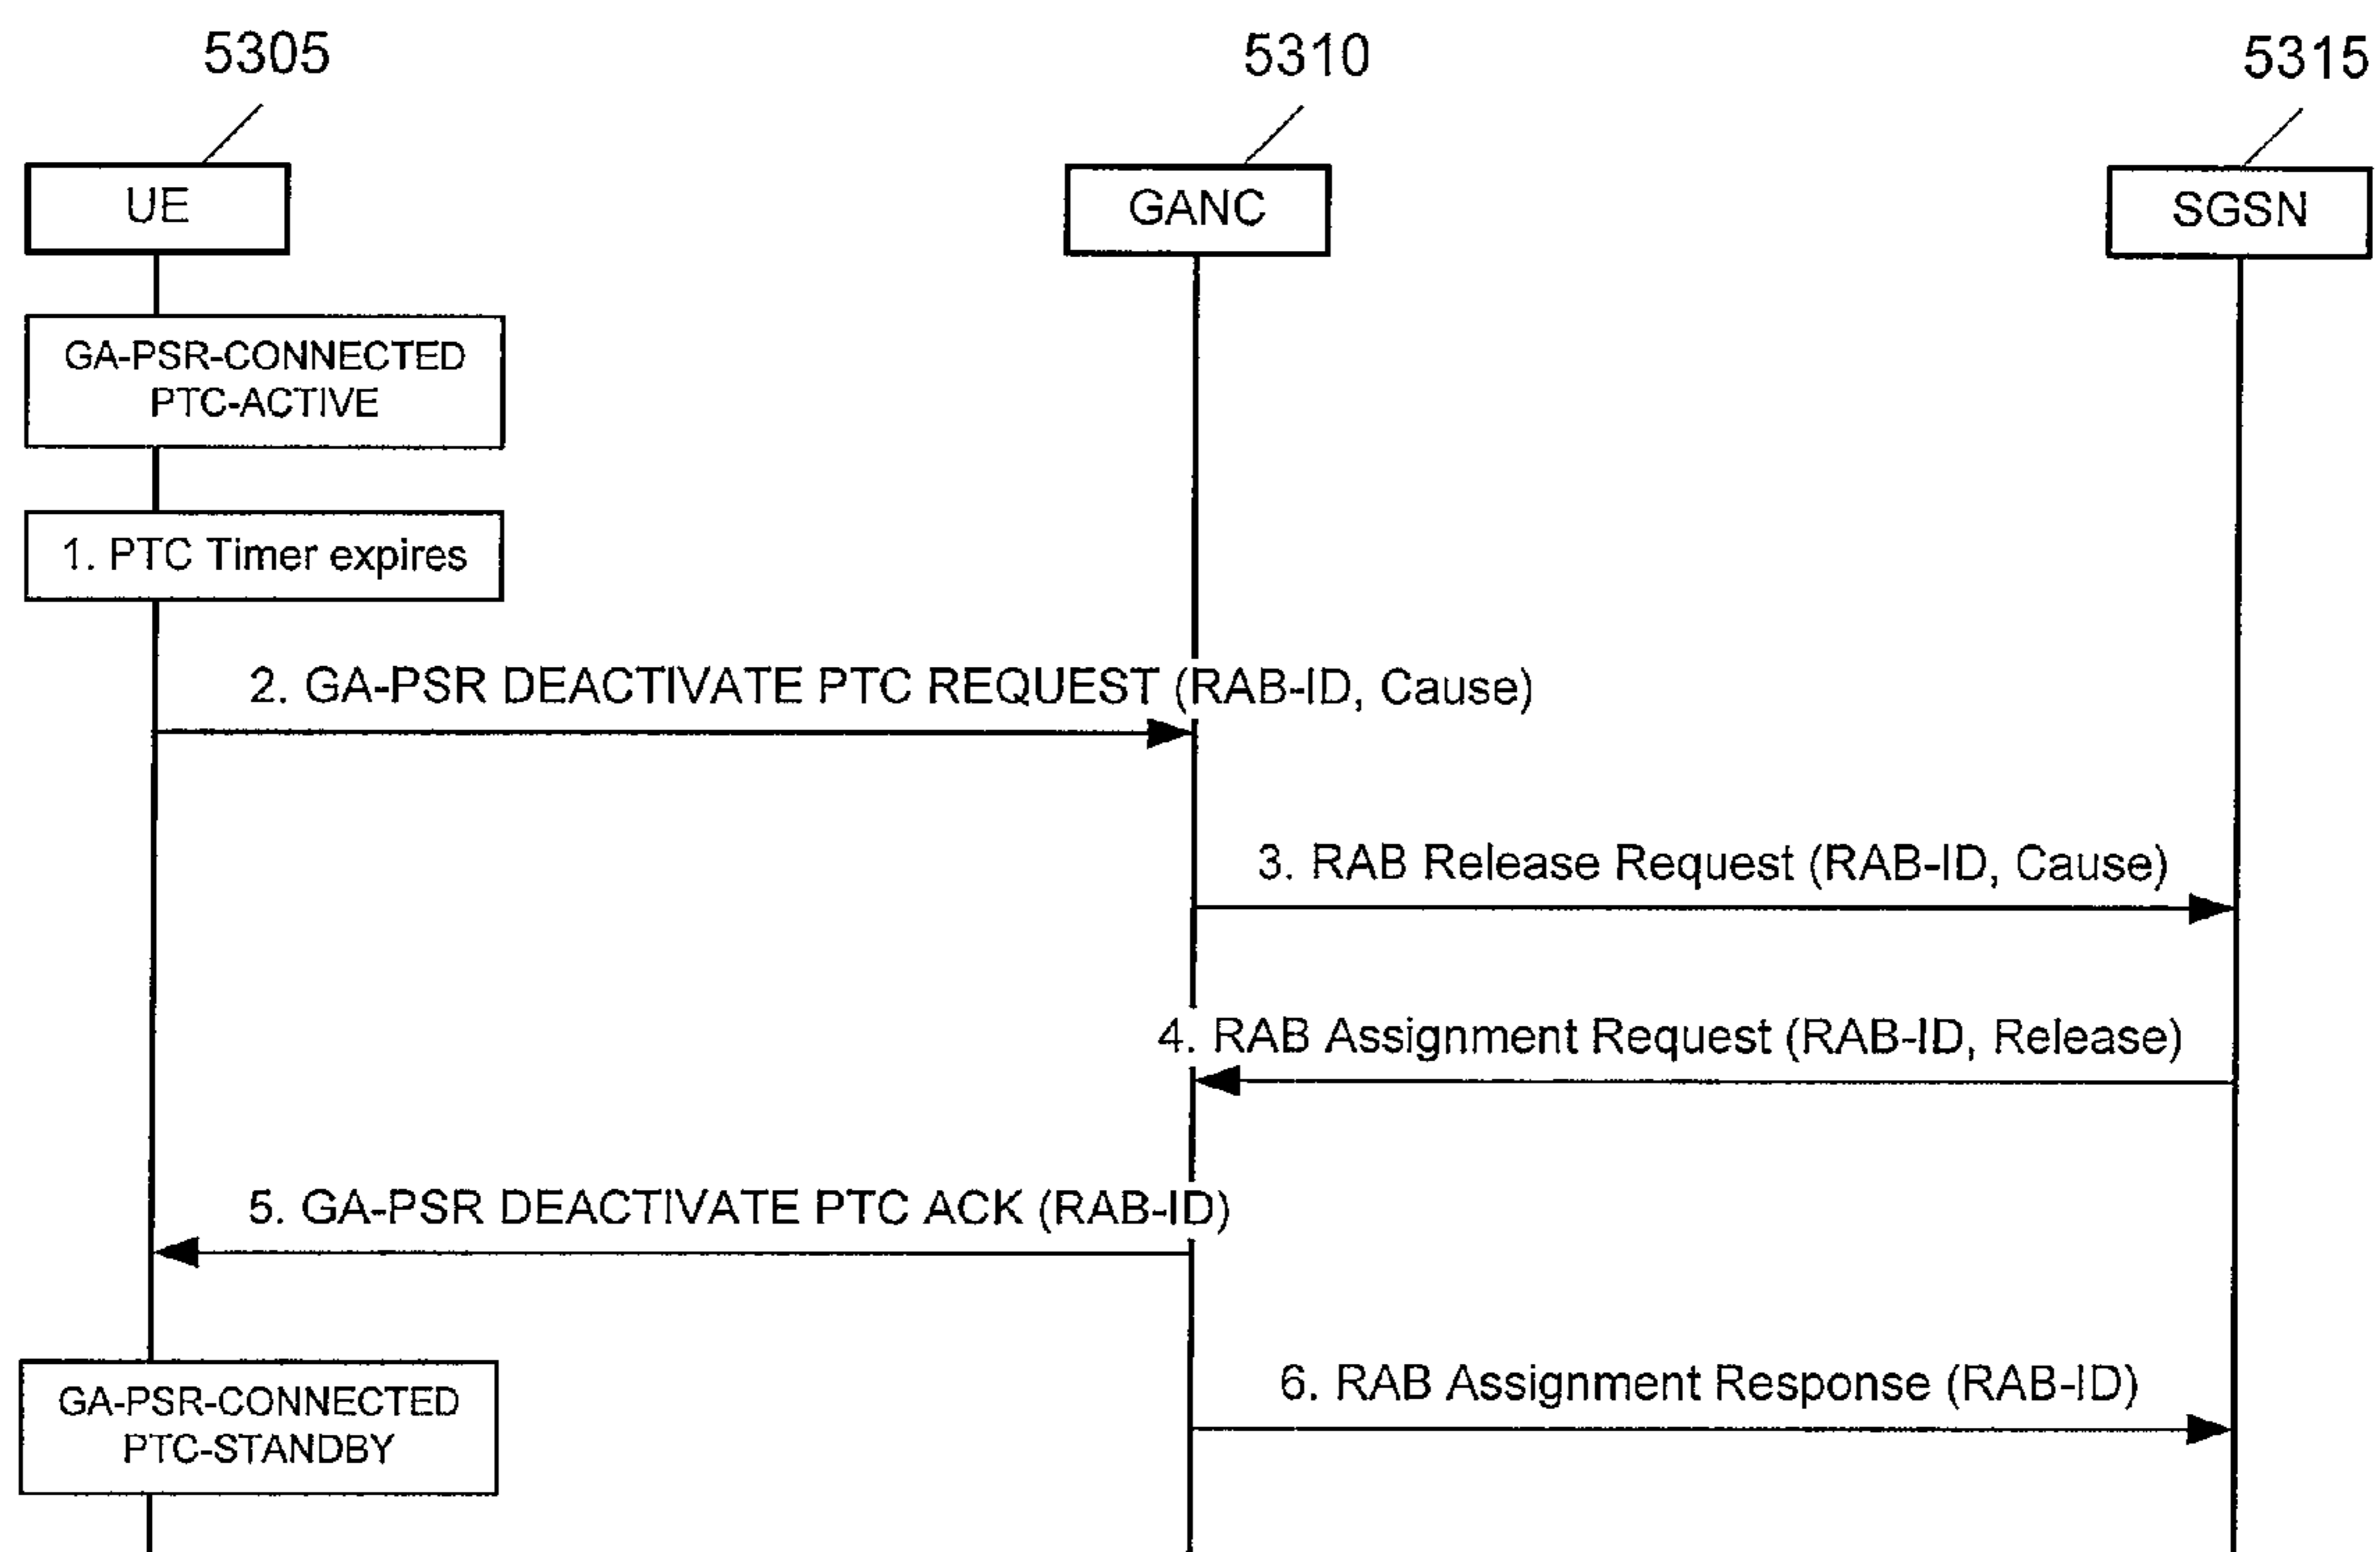 5305
5310
5315
UE
GANC
SGSN
GA-PSR-CONNECTED
PTC-ACTIVE
1. PTC Timer expires
2. GA-PSR DEACTIVATE PTC REQUEST (RAB-ID, Cause)
3. RAB Release Request (RAB-ID, Cause)
4. RAB Assignment Request (RAB-ID, Release)
5. GA-PSR DEACTIVATE PTC ACK (RAB-ID)
GA-PSR-CONNECTED
PTC-STANDBY
6. RAB Assignment Response (RAB-ID)